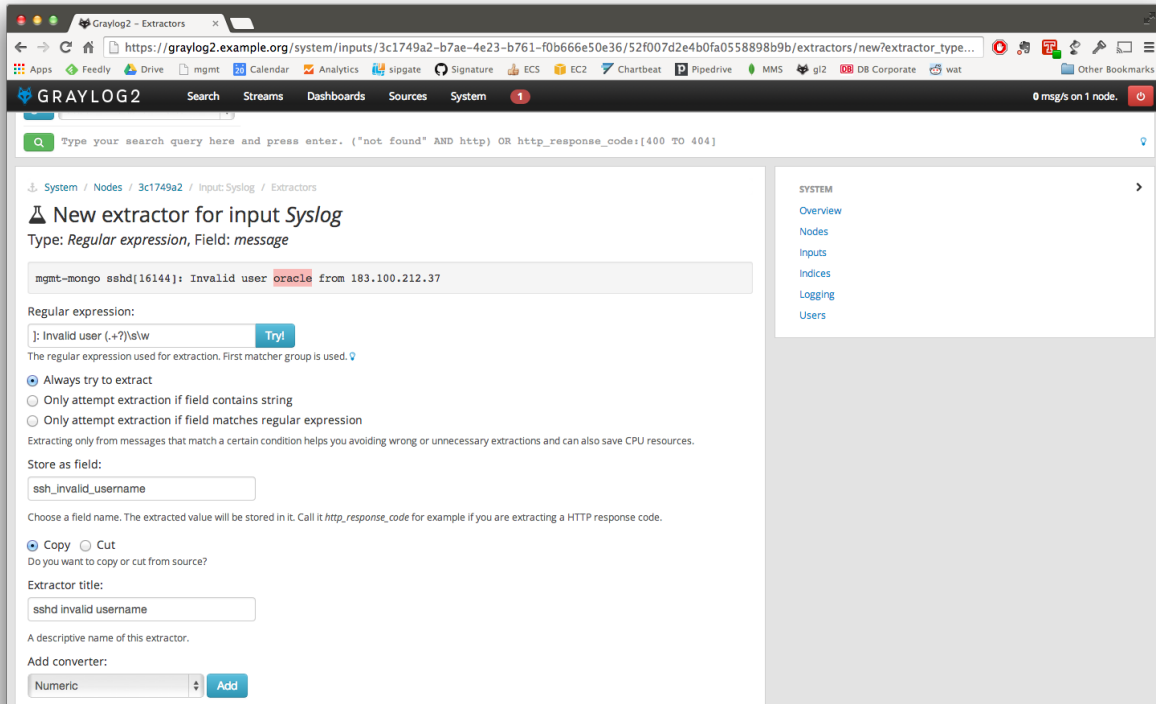 Graylog2 - Extractors
https://graylog2.example.org/system/inputs/3c1749a2-b7ae-4e23-b761-f0b666e50e36/52f007d2e4b0fa0558898b9b/extractors/new?extractor_type...
Apps Feedly Drive mgmt 20 Calendar Analytics sipgate Signature ECS EC2 Chartbeat Pipedrive MMS gl2 DB DB Corporate wat Other Bookmarks
GRAYLOG2 Search Streams Dashboards Sources System 1 0 msg/s on 1 node.
Type your search query here and press enter. ("not found" AND http) OR http_response_code:[400 TO 404]
System / Nodes / 3c1749a2 / Input: Syslog / Extractors
New extractor for input Syslog
Type: Regular expression, Field: message
mgmt-mongo sshd[16144]: Invalid user oracle from 183.100.212.37
Regular expression:
]: Invalid user (.+?)\s\w Try!
The regular expression used for extraction. First matcher group is used.
Always try to extract
Only attempt extraction if field contains string
Only attempt extraction if field matches regular expression
Extracting only from messages that match a certain condition helps you avoiding wrong or unnecessary extractions and can also save CPU resources.
Store as field:
ssh_invalid_username
Choose a field name. The extracted value will be stored in it. Call it http_response_code for example if you are extracting a HTTP response code.
Copy Cut
Do you want to copy or cut from source?
Extractor title:
sshd invalid username
A descriptive name of this extractor.
Add converter:
Numeric Add
SYSTEM
Overview
Nodes
Inputs
Indices
Logging
Users